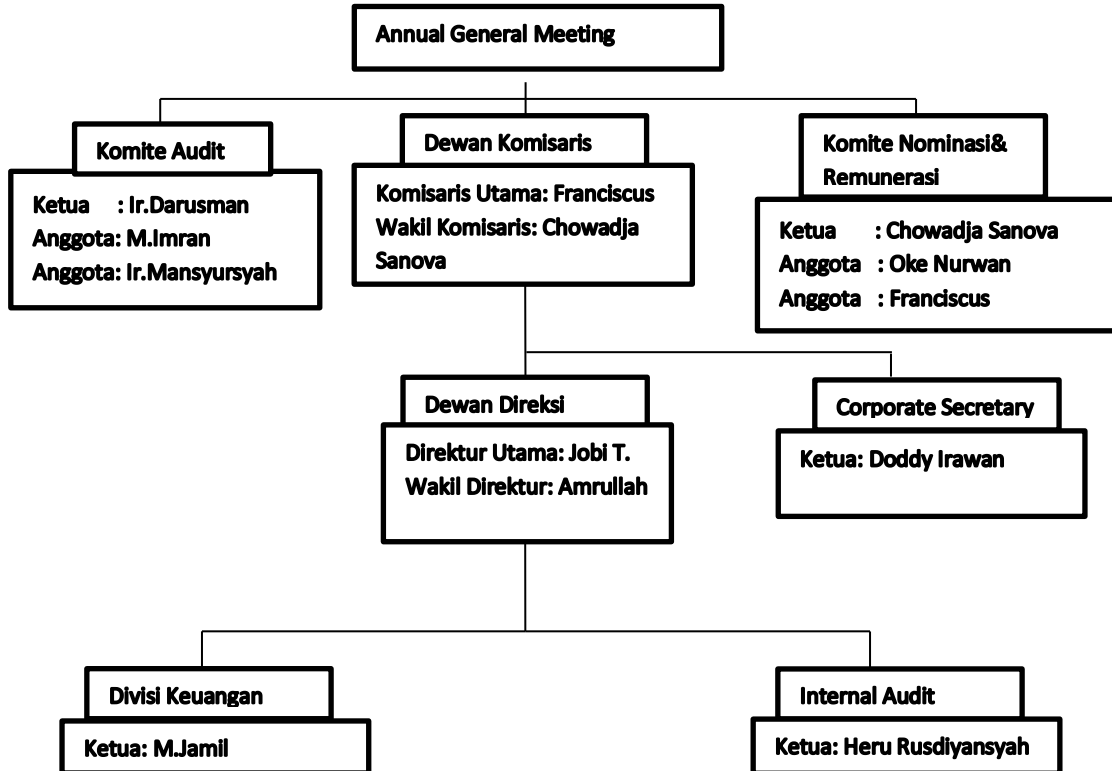 Annual General Meeting
Komite Audit
Ketua : Ir.Darusman
Anggota: M.Imran
Anggota: Ir.Mansyursyah
Dewan Komisaris
Komisaris Utama: Franciscus
Wakil Komisaris: Chowadja
Sanova
Komite Nominasi&
Remunerasi
Ketua : Chowadja Sanova
Anggota : Oke Nurwan
Anggota : Franciscus
Dewan Direksi
Direktur Utama: Jobi T.
Wakil Direktur: Amrullah
Corporate Secretary
Ketua: Doddy Irawan
Divisi Keuangan
Ketua: M.Jamil
Internal Audit
Ketua: Heru Rusdiyansyah